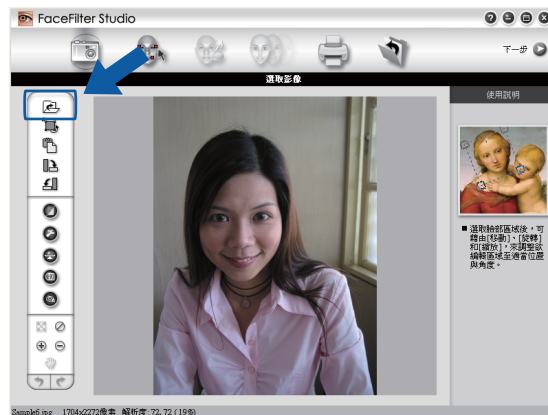 FaceFilter Studio
下一步
選取影像
使用說明
■ 選取臉部區域後，可
藉由[移動]、[旋轉]
和[縮放]，來調整欲
編輯區域至適當位置
與角度。
Sample6.jpg 1704x2272像素 解析度: 72, 72 (19%)